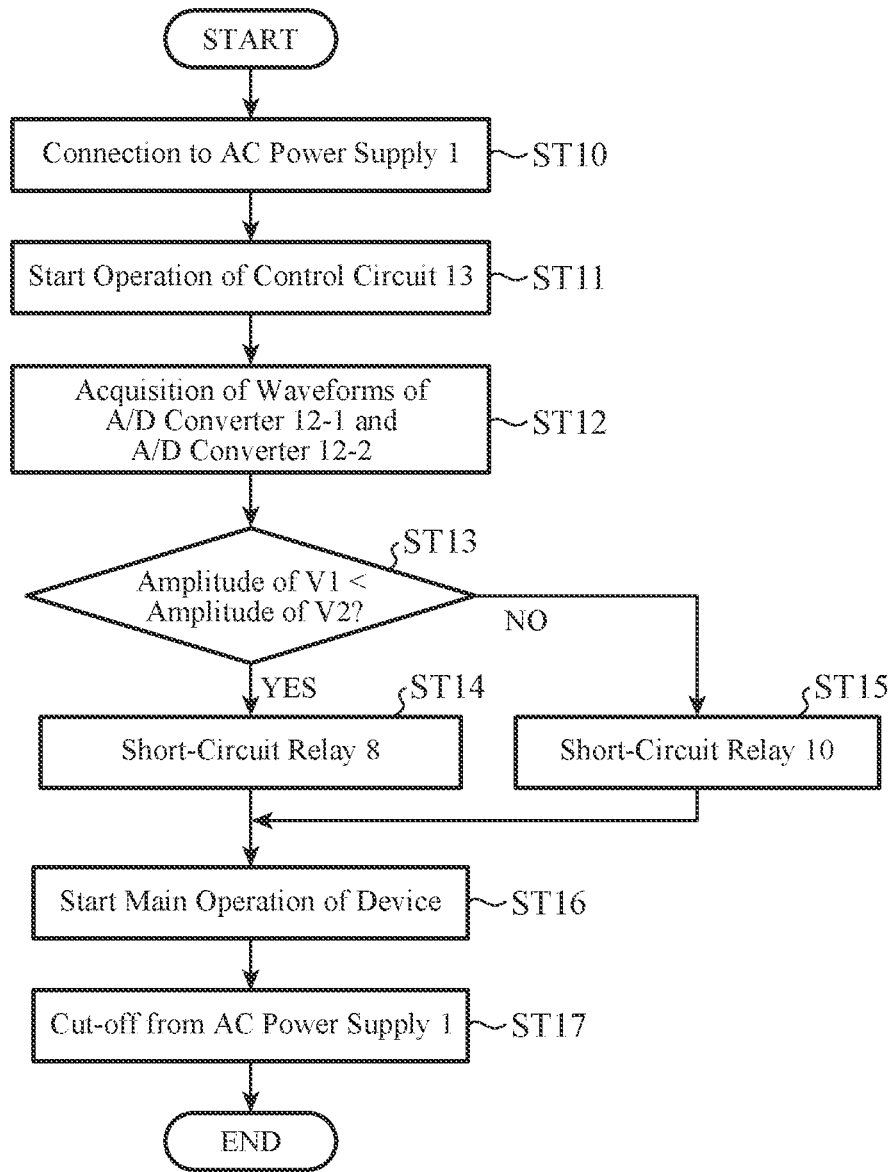 START
Connection to AC Power Supply 1
ST10
Start Operation of Control Circuit 13
ST11
Acquisition of Waveforms of
A/D Converter 12-1 and
A/D Converter 12-2
ST12
ST13
Amplitude of V1 <
Amplitude of V2?
NO
YES
ST14
ST15
Short-Circuit Relay 8
Short-Circuit Relay 10
Start Main Operation of Device
ST16
Cut-off from AC Power Supply 1
ST17
END